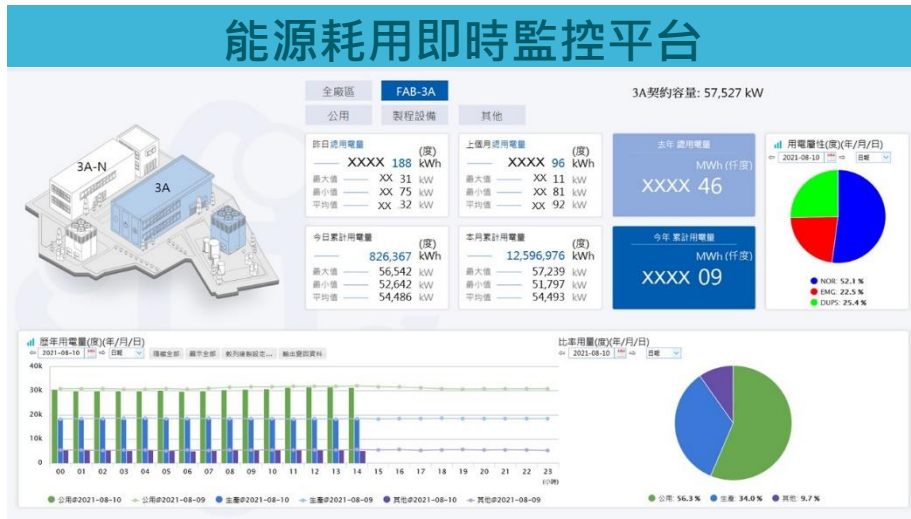 能源耗用即時監控平台
全廠區 FAB-3A
公用 製程設備 其他
3A契約容量: 57,527 kW
3A-N
3A
昨日總用電量 (度)
XXXX 188 kWh
最大值 XX 31 kW
最小值 XX 75 kW
平均值 XX .32 kW
上個月總用電量 (度)
XXXX 96 kWh
最大值 XX 11 kW
最小值 XX 81 kW
平均值 XX 92 kW
去年 總用電量
MWh (仟度)
XXXX 46
用電屬性(度)(年/月/日)
2021-08-10 日報
NOR: 52.1 %
EMG: 22.5 %
DUPS: 25.4 %
今日累計用電量 (度)
826,367 kWh
最大值 56,542 kW
最小值 52,642 kW
平均值 54,486 kW
本月累計用電量 (度)
12,596,976 kWh
最大值 57,239 kW
最小值 51,797 kW
平均值 54,493 kW
今年 累計用電量
MWh (仟度)
XXXX 09
歷年用電量(度)(年/月/日)
2021-08-10 日報 隱藏全部 顯示全部 輸出
40k
30k
20k
10k
0
00 01 02 03 04 05 06 07 08 09 10 11 12 13 14 15 16 17 18 19 20 21 22 23
(小時)
公用@2021-08-10 公用@2021-08-09 生產@2021-08-10 生產@2021-08-09 其他@2021-08-10 其他@2021-08-09
比率用量(度)(年/月/日)
2021-08-10 日報
公用: 56.3 % 生產: 34.0 % 其他: 9.7 %